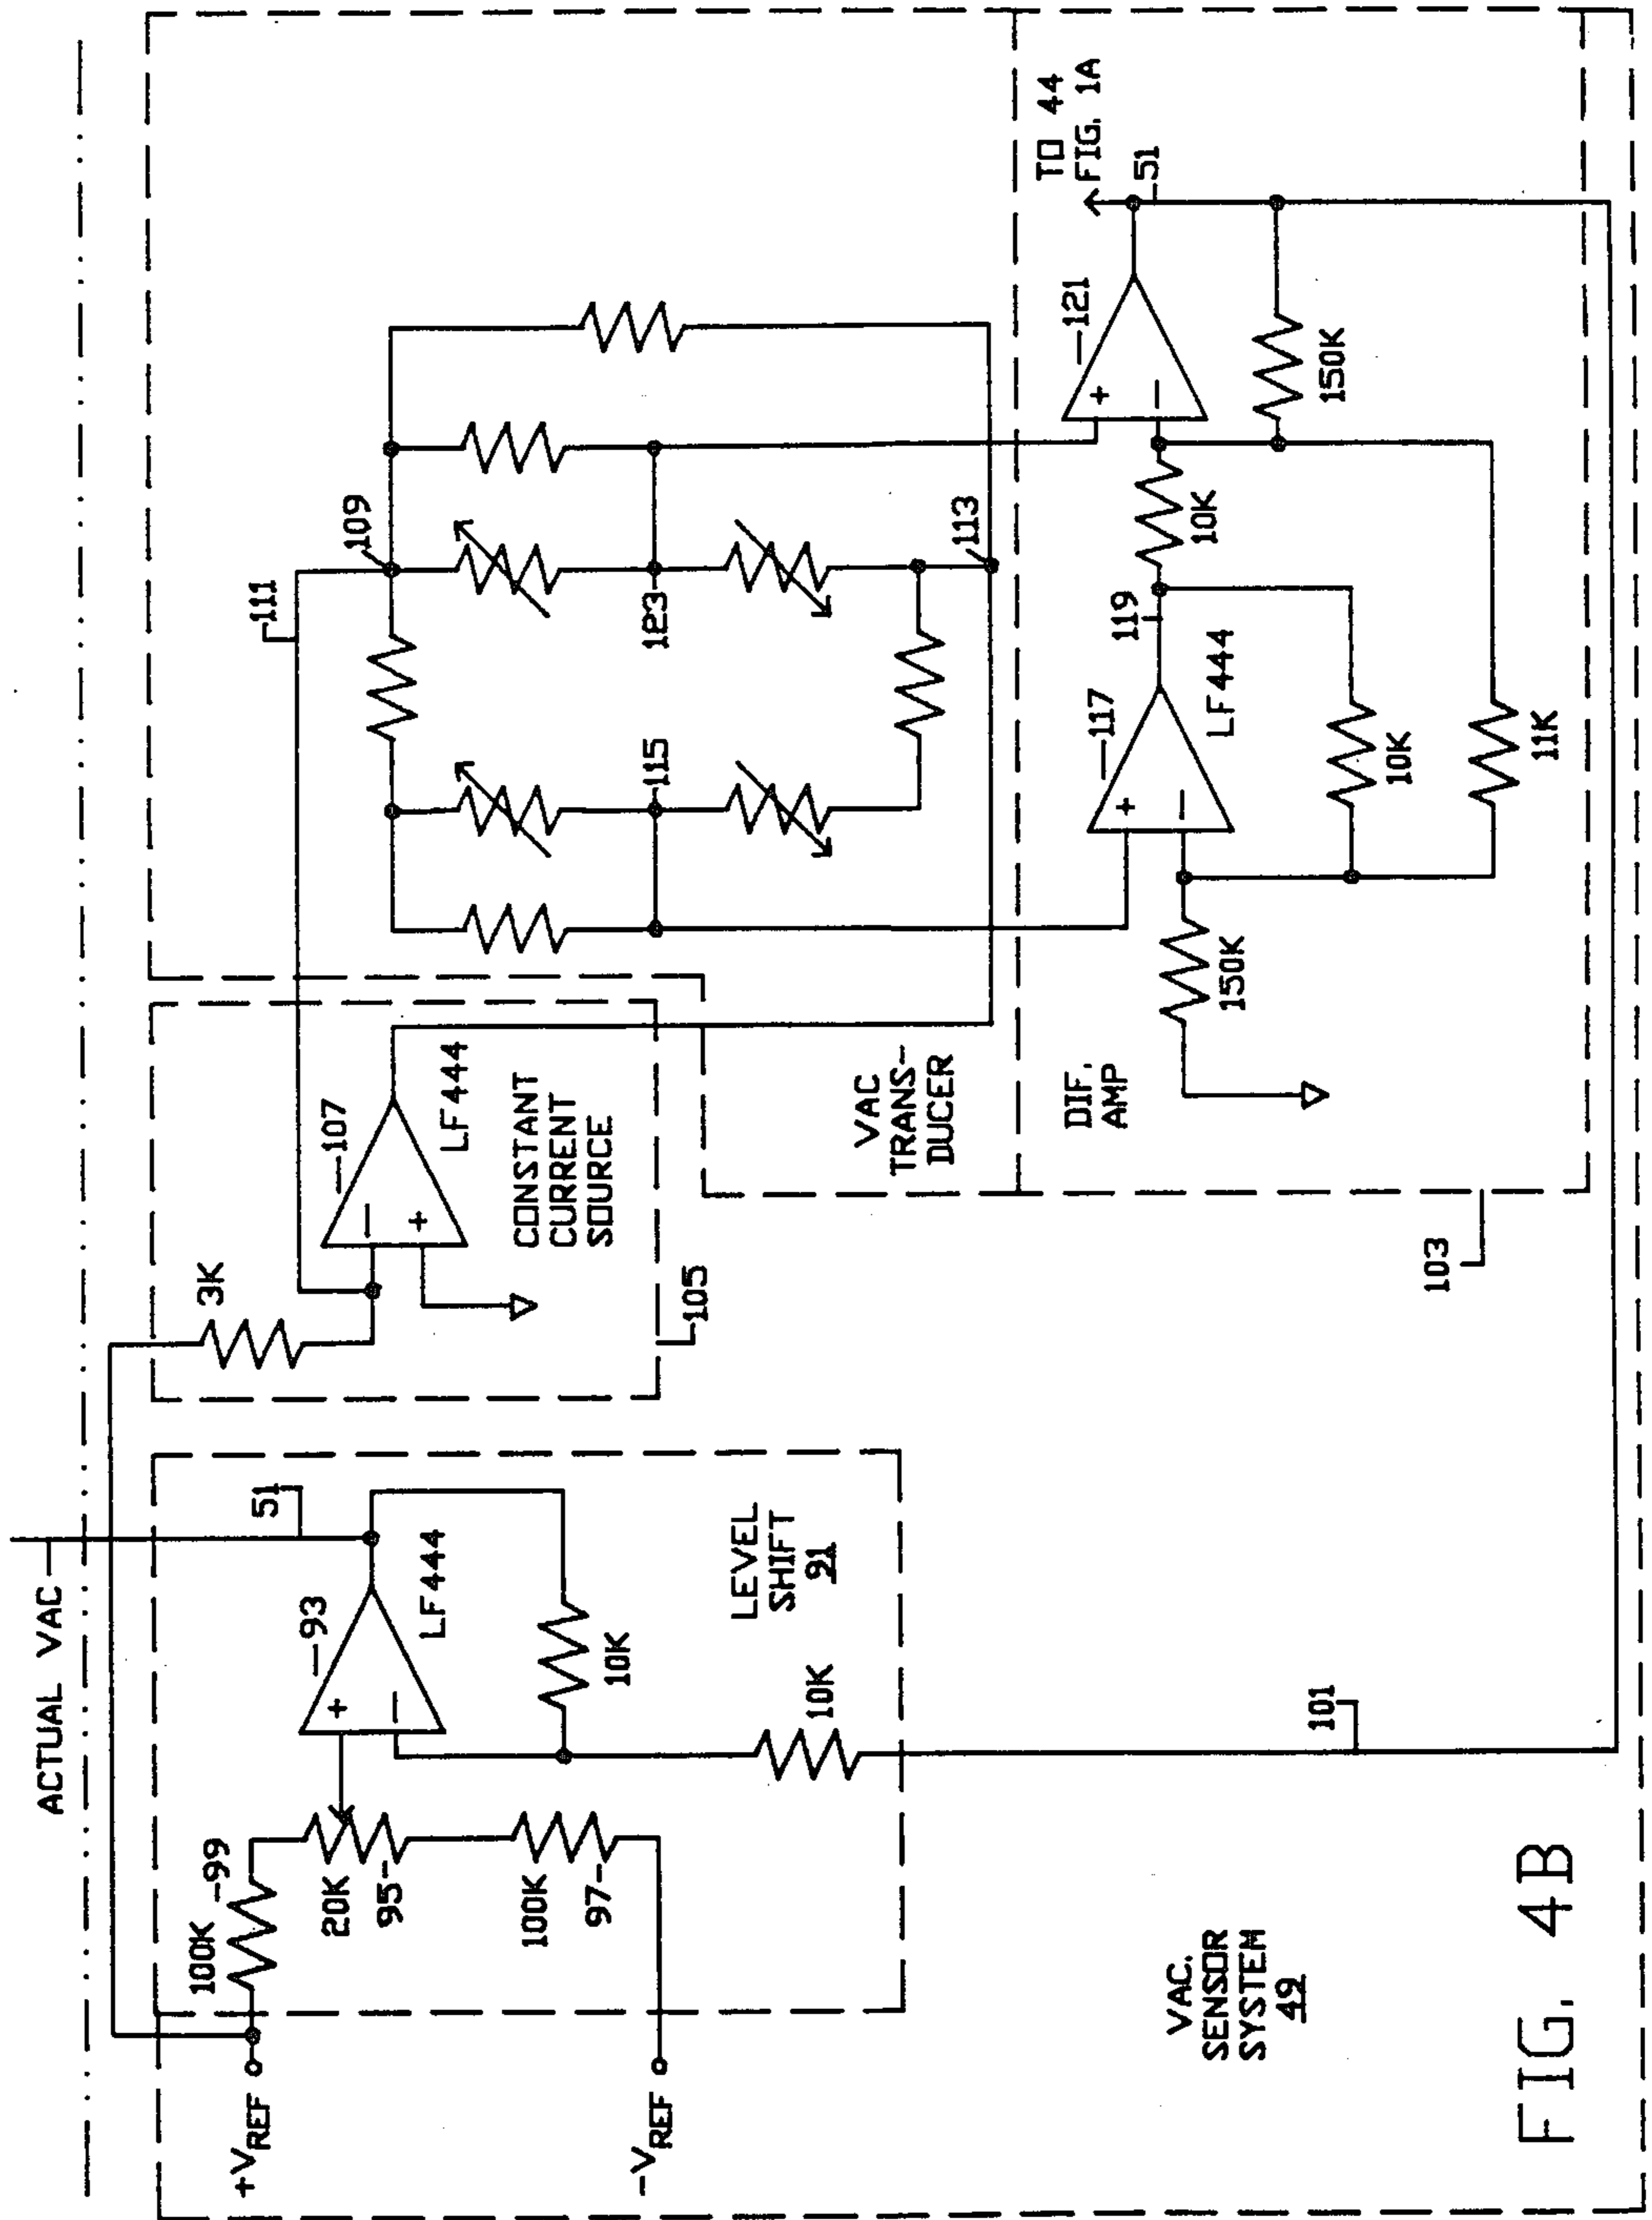 ACTUAL VAC
+VREF
-VREF
100K
99
20K
95
100K
97
93
LF444
51
10K
10K
LEVEL
SHIFT
91
101
3K
107
LF444
CONSTANT
CURRENT
SOURCE
105
111
109
115
123
113
VAC
TRANS-
DUCER
DIF.
AMP
150K
117
LF444
119
10K
11K
10K
121
150K
51
TO 44
FIG. 1A
103
VAC.
SENSOR
SYSTEM
49
FIG. 4B
+
−
−
+
+
−
+
−